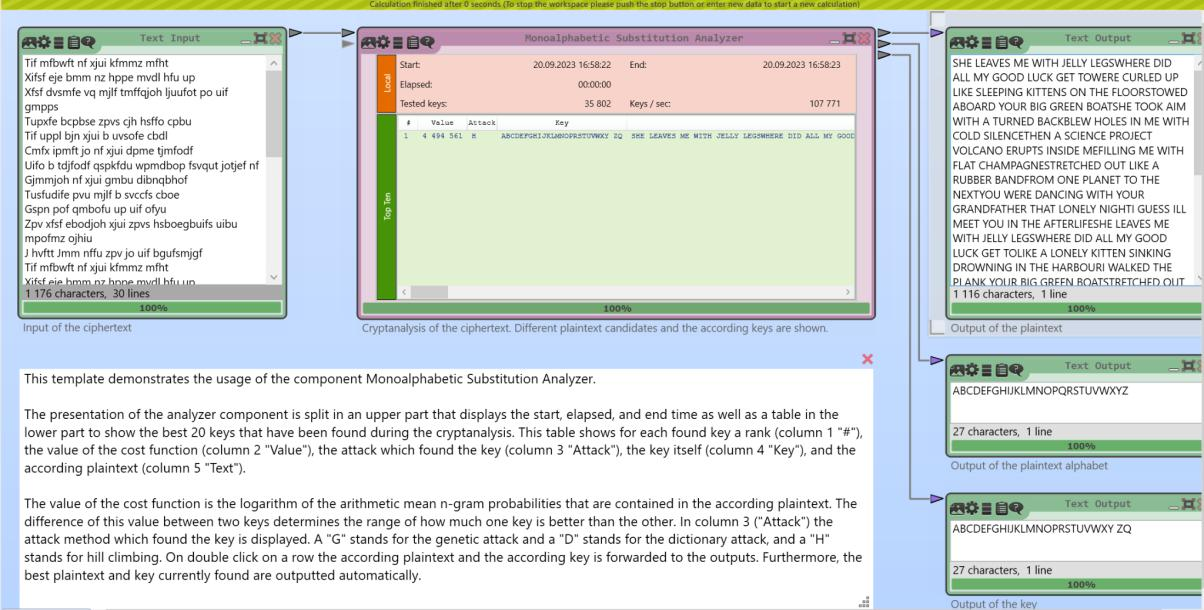 Calculation finished after 0 seconds (To stop the workspace please push the stop button or enter new data to start a new calculation)
Text Input
Tif mfbwft nf xjui kfmmz mfht
Xifsf eje bmm nz hppe mvdl hfu up
Xfsf dvsmfe vq mjlf tmffqjoh ljuufot po uif
gmpps
Tupxfe bcpbse zpvs cjh hsffo cpbu
Tif uppl bjn xjui b uvsofe cbdl
Cmfx ipmft jo nf xjui dpme tjmfodf
Uifo b tdjfodf qspkfdu wpmdbop fsvqut jotjef nf
Gjmmjoh nf xjui gmbu dibnqbhof
Tusfudife pvu mjlf b svccfs cboe
Gspn pof qmbofu up uif ofyu
Zpv xfsf ebodjoh xjui zpvs hsboegbuifs uibu
mpofmz ojhiu
J hvftt Jmm nffu zpv jo uif bgufsmjgf
Tif mfbwft nf xjui kfmmz mfht
Xifsf eje bmm nz hppe mvdl hfu up
1 176 characters, 30 lines
100%
Input of the ciphertext
Monoalphabetic Substitution Analyzer
Local
Start: 20.09.2023 16:58:22 End: 20.09.2023 16:58:23
Elapsed: 00:00:00
Tested keys: 35 802 Keys / sec: 107 771
Top Ten
# Value Attack Key
1 4 494 561 H ABCDEFGHIJKLMNOPRSTUVWXY ZQ SHE LEAVES ME WITH JELLY LEGSWHERE DID ALL MY GOOD
100%
Cryptanalysis of the ciphertext. Different plaintext candidates and the according keys are shown.
Text Output
SHE LEAVES ME WITH JELLY LEGSWHERE DID
ALL MY GOOD LUCK GET TOWERE CURLED UP
LIKE SLEEPING KITTENS ON THE FLOORSTOWED
ABOARD YOUR BIG GREEN BOATSHE TOOK AIM
WITH A TURNED BACKBLEW HOLES IN ME WITH
COLD SILENCETHEN A SCIENCE PROJECT
VOLCANO ERUPTS INSIDE MEFILLING ME WITH
FLAT CHAMPAGNESTRETCHED OUT LIKE A
RUBBER BANDFROM ONE PLANET TO THE
NEXTYOU WERE DANCING WITH YOUR
GRANDFATHER THAT LONELY NIGHTI GUESS ILL
MEET YOU IN THE AFTERLIFESHE LEAVES ME
WITH JELLY LEGSWHERE DID ALL MY GOOD
LUCK GET TOLIKE A LONELY KITTEN SINKING
DROWNING IN THE HARBOURI WALKED THE
PLANK YOUR BIG GREEN BOATSTRETCHED OUT
1 116 characters, 1 line
100%
Output of the plaintext
This template demonstrates the usage of the component Monoalphabetic Substitution Analyzer.
The presentation of the analyzer component is split in an upper part that displays the start, elapsed, and end time as well as a table in the
lower part to show the best 20 keys that have been found during the cryptanalysis. This table shows for each found key a rank (column 1 "#"),
the value of the cost function (column 2 "Value"), the attack which found the key (column 3 "Attack"), the key itself (column 4 "Key"), and the
according plaintext (column 5 "Text").
The value of the cost function is the logarithm of the arithmetic mean n-gram probabilities that are contained in the according plaintext. The
difference of this value between two keys determines the range of how much one key is better than the other. In column 3 ("Attack") the
attack method which found the key is displayed. A "G" stands for the genetic attack and a "D" stands for the dictionary attack, and a "H"
stands for hill climbing. On double click on a row the according plaintext and the according key is forwarded to the outputs. Furthermore, the
best plaintext and key currently found are outputted automatically.
Text Output
ABCDEFGHIJKLMNOPQRSTUVWXYZ
27 characters, 1 line
100%
Output of the plaintext alphabet
Text Output
ABCDEFGHIJKLMNOPRSTUVWXY ZQ
27 characters, 1 line
100%
Output of the key